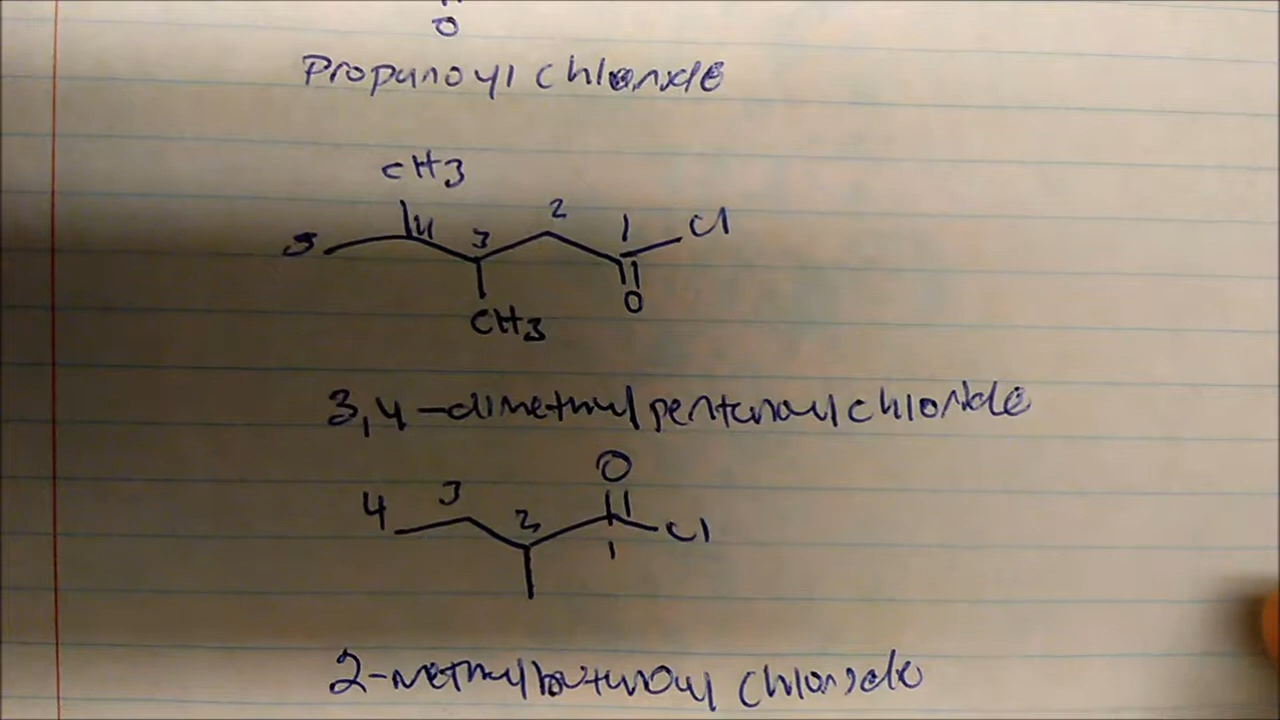 O
Propanoyl chloride
CH3
5 4 3 2 1 Cl
O
CH3
3,4-dimethylpentanoyl chloride
O
4 3 2 Cl
1
2-methylbutanoyl chloride